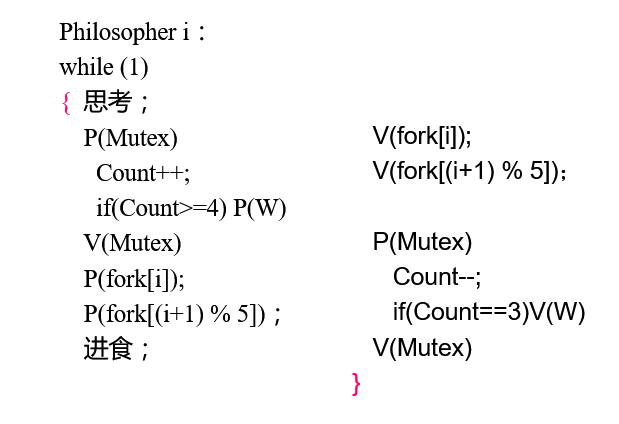 Philosopher i：
while (1)
{ 思考；
P(Mutex)
Count++;
if(Count>=4) P(W)
V(Mutex)
P(fork[i]);
P(fork[(i+1) % 5])；
进食；
V(fork[i]);
V(fork[(i+1) % 5])；
P(Mutex)
Count--;
if(Count==3)V(W)
V(Mutex)
}